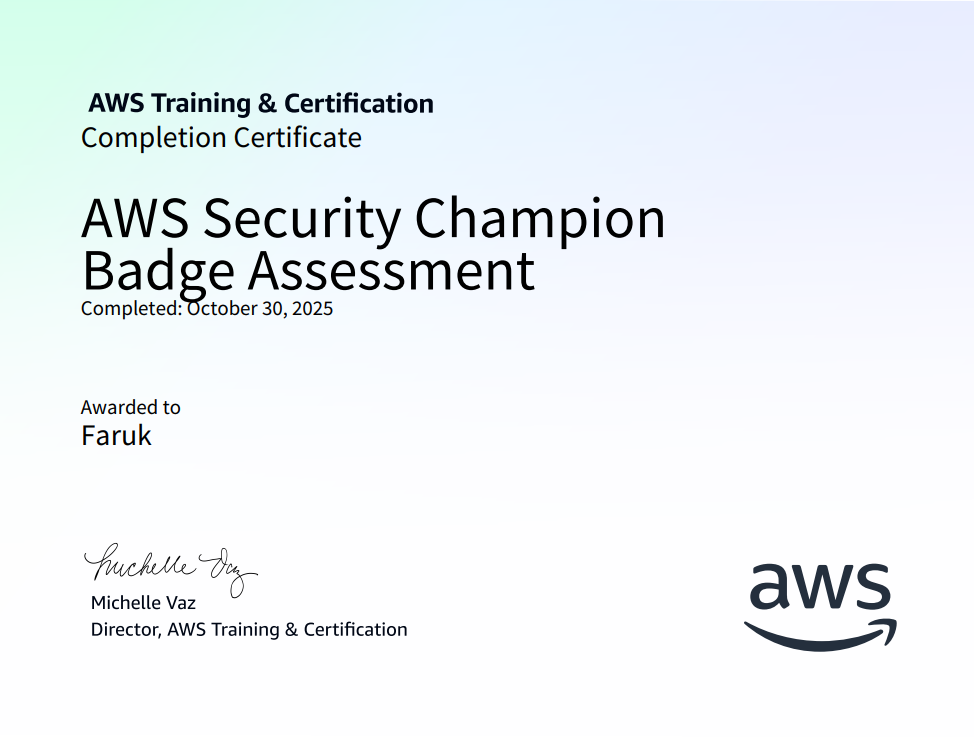 AWS Training & Certification
Completion Certificate
AWS Security Champion
Badge Assessment
Completed: October 30, 2025
Awarded to
Faruk
Michelle Vaz
Michelle Vaz
Director, AWS Training & Certification
aws